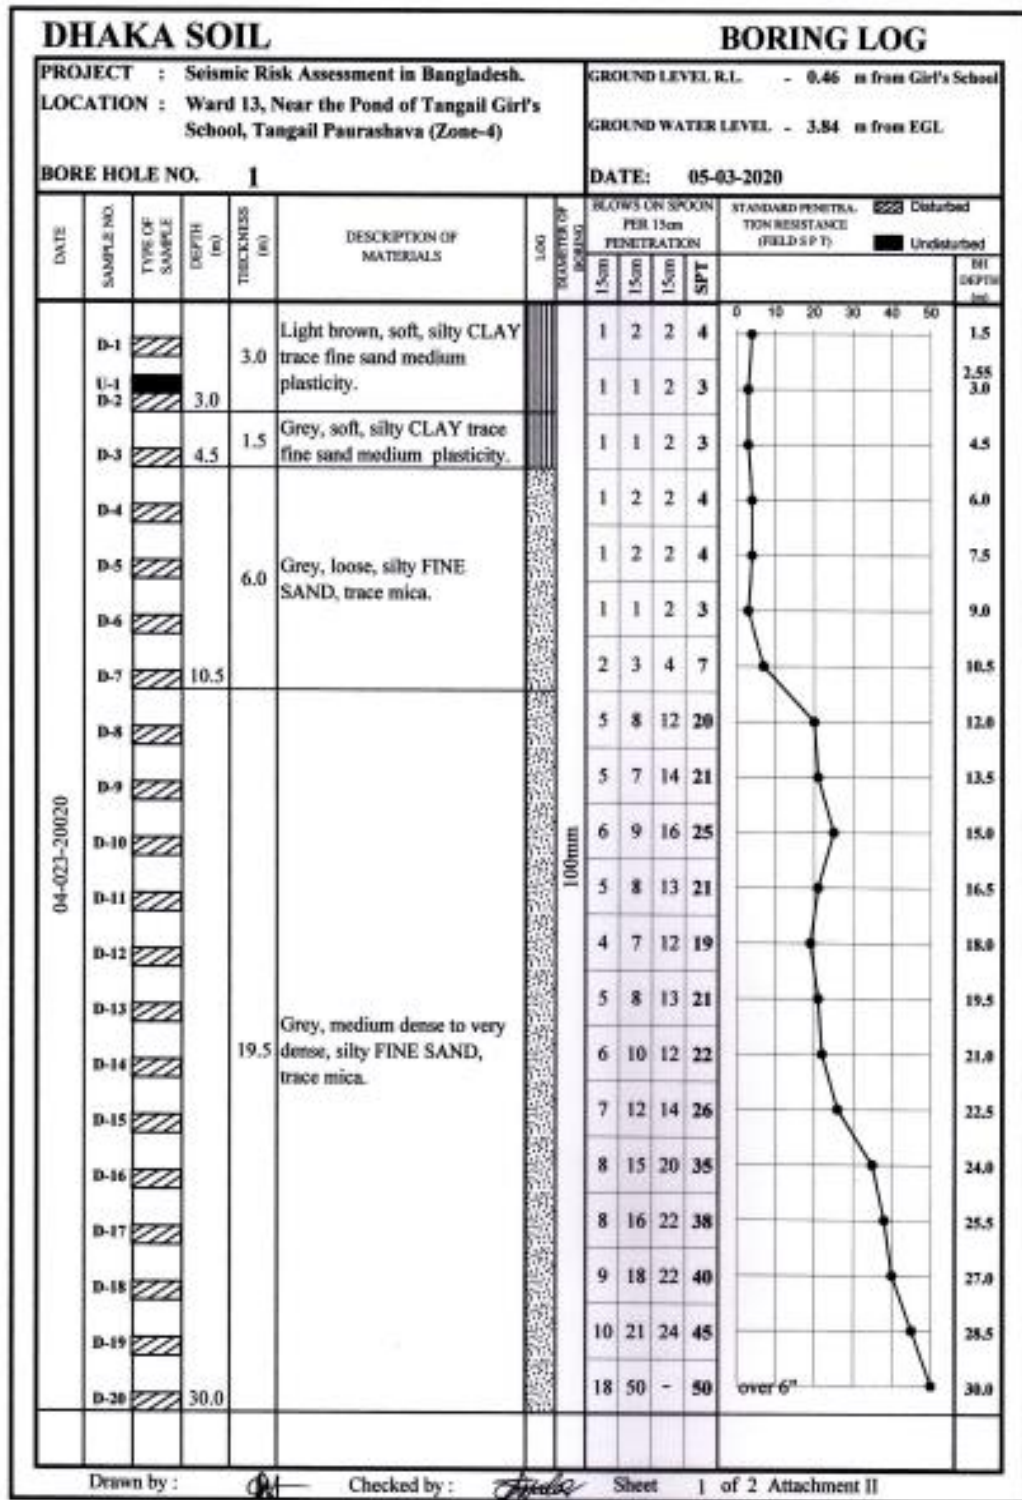 DHAKA SOIL
BORING LOG
PROJECT : Seismic Risk Assessment in Bangladesh.
LOCATION : Ward 13, Near the Pond of Tangail Girl's
School, Tangail Paurashava (Zone-4)
BORE HOLE NO. 1
GROUND LEVEL R.L. - 0.46 m from Girl's School
GROUND WATER LEVEL - 3.84 m from EGL
DATE: 05-03-2020
DATE
SAMPLE NO.
TYPE OF
SAMPLE
DEPTH
(m)
THICKNESS
(m)
DESCRIPTION OF
MATERIALS
LOG
DIAMETER OF
BORING
BLOWS ON SPOON
PER 15cm
PENETRATION
15cm 15cm 15cm SPT
STANDARD PENETRA-
TION RESISTANCE
(FIELD S P T)
Disturbed
Undisturbed
BH
DEPTH
(m)
0 10 20 30 40 50
04-023-20020
100mm
D-1 1 2 2 4 1.5
3.0 Light brown, soft, silty CLAY
trace fine sand medium
plasticity.
U-1 2.55
D-2 3.0 1 1 2 3 3.0
1.5 Grey, soft, silty CLAY trace
fine sand medium plasticity.
D-3 4.5 1 1 2 3 4.5
D-4 1 2 2 4 6.0
D-5 1 2 2 4 7.5
6.0 Grey, loose, silty FINE
SAND, trace mica.
D-6 1 1 2 3 9.0
D-7 10.5 2 3 4 7 10.5
D-8 5 8 12 20 12.0
D-9 5 7 14 21 13.5
D-10 6 9 16 25 15.0
D-11 5 8 13 21 16.5
D-12 4 7 12 19 18.0
D-13 5 8 13 21 19.5
19.5 Grey, medium dense to very
dense, silty FINE SAND,
trace mica.
D-14 6 10 12 22 21.0
D-15 7 12 14 26 22.5
D-16 8 15 20 35 24.0
D-17 8 16 22 38 25.5
D-18 9 18 22 40 27.0
D-19 10 21 24 45 28.5
D-20 30.0 18 50 - 50 over 6" 30.0
Drawn by : Checked by : Sheet 1 of 2 Attachment II